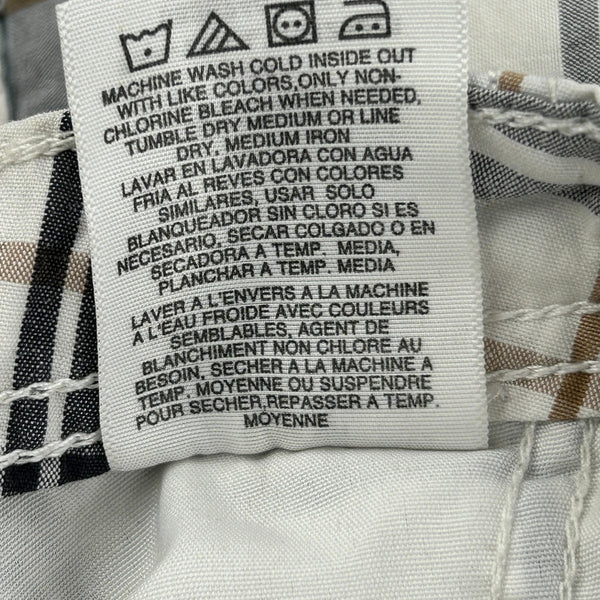 MACHINE WASH COLD INSIDE OUT
WITH LIKE COLORS,ONLY NON-
CHLORINE BLEACH WHEN NEEDED,
TUMBLE DRY MEDIUM OR LINE
DRY, MEDIUM IRON
LAVAR EN LAVADORA CON AGUA
FRIA AL REVES CON COLORES
SIMILARES, USAR SOLO
BLANQUEADOR SIN CLORO SI ES
NECESARIO, SECAR COLGADO O EN
SECADORA A TEMP. MEDIA,
PLANCHAR A TEMP. MEDIA
LAVER A L'ENVERS A LA MACHINE
A L'EAU FROIDE AVEC COULEURS
SEMBLABLES, AGENT DE
BLANCHIMENT NON CHLORE AU
BESOIN, SECHER A LA MACHINE A
TEMP. MOYENNE OU SUSPENDRE
POUR SECHER,REPASSER A TEMP.
MOYENNE